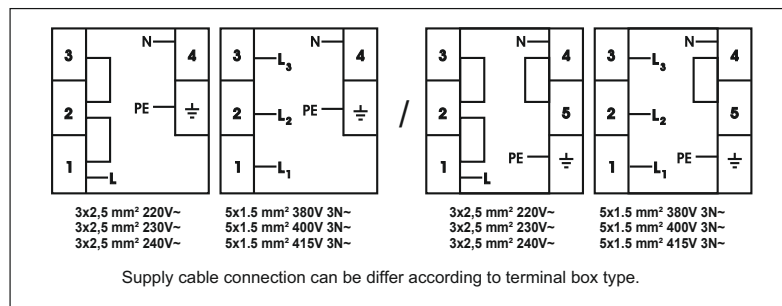 3 N 4
2 PE
1 L
3x2,5 mm² 220V~
3x2,5 mm² 230V~
3x2,5 mm² 240V~
3 L3 N 4
2 L2 PE
1 L1
5x1.5 mm² 380V 3N~
5x1.5 mm² 400V 3N~
5x1.5 mm² 415V 3N~
/
3 N 4
2 5
1 L PE
3x2,5 mm² 220V~
3x2,5 mm² 230V~
3x2,5 mm² 240V~
3 L3 N 4
2 L2 5
1 L1 PE
5x1.5 mm² 380V 3N~
5x1.5 mm² 400V 3N~
5x1.5 mm² 415V 3N~
Supply cable connection can be differ according to terminal box type.